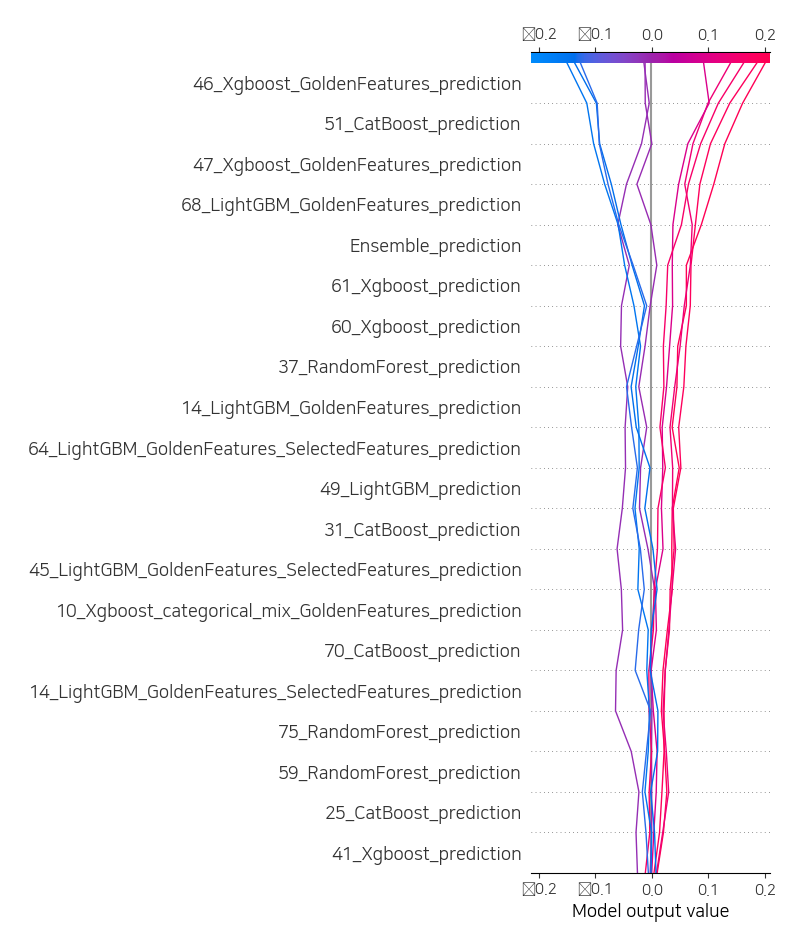 0.2 0.1 0.0 0.1 0.2
46_Xgboost_GoldenFeatures_prediction
51_CatBoost_prediction
47_Xgboost_GoldenFeatures_prediction
68_LightGBM_GoldenFeatures_prediction
Ensemble_prediction
61_Xgboost_prediction
60_Xgboost_prediction
37_RandomForest_prediction
14_LightGBM_GoldenFeatures_prediction
64_LightGBM_GoldenFeatures_SelectedFeatures_prediction
49_LightGBM_prediction
31_CatBoost_prediction
45_LightGBM_GoldenFeatures_SelectedFeatures_prediction
10_Xgboost_categorical_mix_GoldenFeatures_prediction
70_CatBoost_prediction
14_LightGBM_GoldenFeatures_SelectedFeatures_prediction
75_RandomForest_prediction
59_RandomForest_prediction
25_CatBoost_prediction
41_Xgboost_prediction
0.2 0.1 0.0 0.1 0.2
Model output value